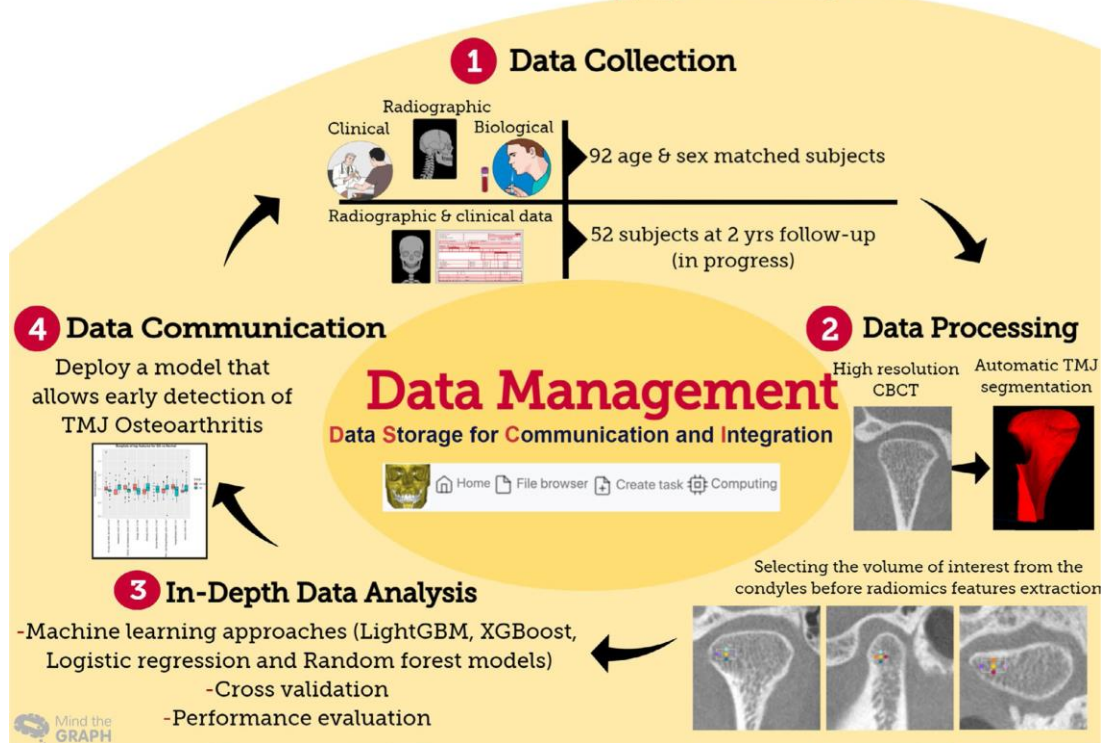 1 Data Collection
Radiographic
Clinical
Biological
92 age & sex matched subjects
Radiographic & clinical data
52 subjects at 2 yrs follow-up
(in progress)
2 Data Processing
High resolution
CBCT
Automatic TMJ
segmentation
Selecting the volume of interest from the
condyles before radiomics features extraction
3 In-Depth Data Analysis
-Machine learning approaches (LightGBM, XGBoost,
Logistic regression and Random forest models)
-Cross validation
-Performance evaluation
4 Data Communication
Deploy a model that
allows early detection of
TMJ Osteoarthritis
Data Management
Data Storage for Communication and Integration
Home File browser Create task Computing
Mind the
GRAPH